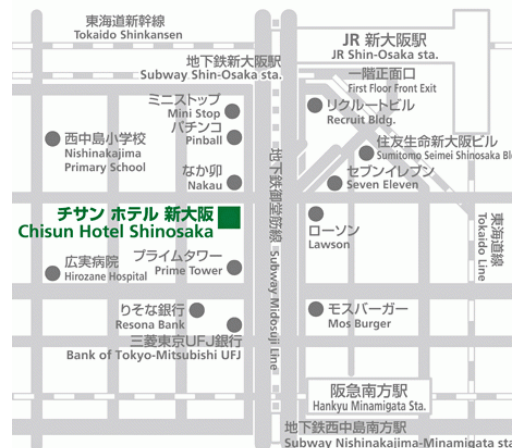 東海道新幹線
Tokaido Shinkansen
JR 新大阪駅
JR Shin-Osaka sta.
地下鉄新大阪駅
Subway Shin-Osaka sta.
一階正面口
First Floor Front Exit
ミニストップ
Mini Stop
リクルートビル
Recruit Bldg.
パチンコ
Pinball
西中島小学校
Nishinakajima
Primary School
住友生命新大阪ビル
Sumitomo Seimei Shinosaka Bl
なか卯
Nakau
セブンイレブン
Seven Eleven
地下鉄御堂筋線
Subway Midosuji Line
チサン ホテル 新大阪
Chisun Hotel Shinosaka
ローソン
Lawson
東海道線
Tokaido Line
広実病院
Hirozane Hospital
プライムタワー
Prime Tower
りそな銀行
Resona Bank
モスバーガー
Mos Burger
三菱東京UFJ銀行
Bank of Tokyo-Mitsubishi UFJ
阪急南方駅
Hankyu Minamigata Sta.
地下鉄西中島南方駅
Subway Nishinakajima-Minamigata sta